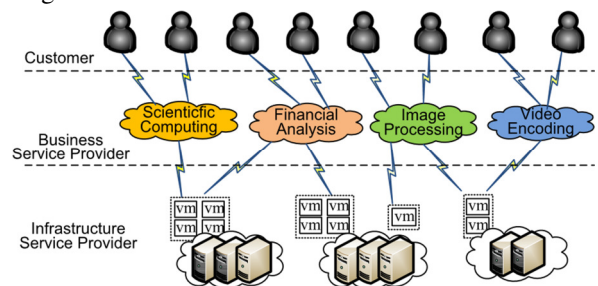 Customer
Scienticfic
Computing
Financial
Analysis
Image
Processing
Video
Encoding
Business
Service Provider
Infrastructure
Service Provider
vm vm
vm vm
vm vm
vm vm
vm
vm
vm